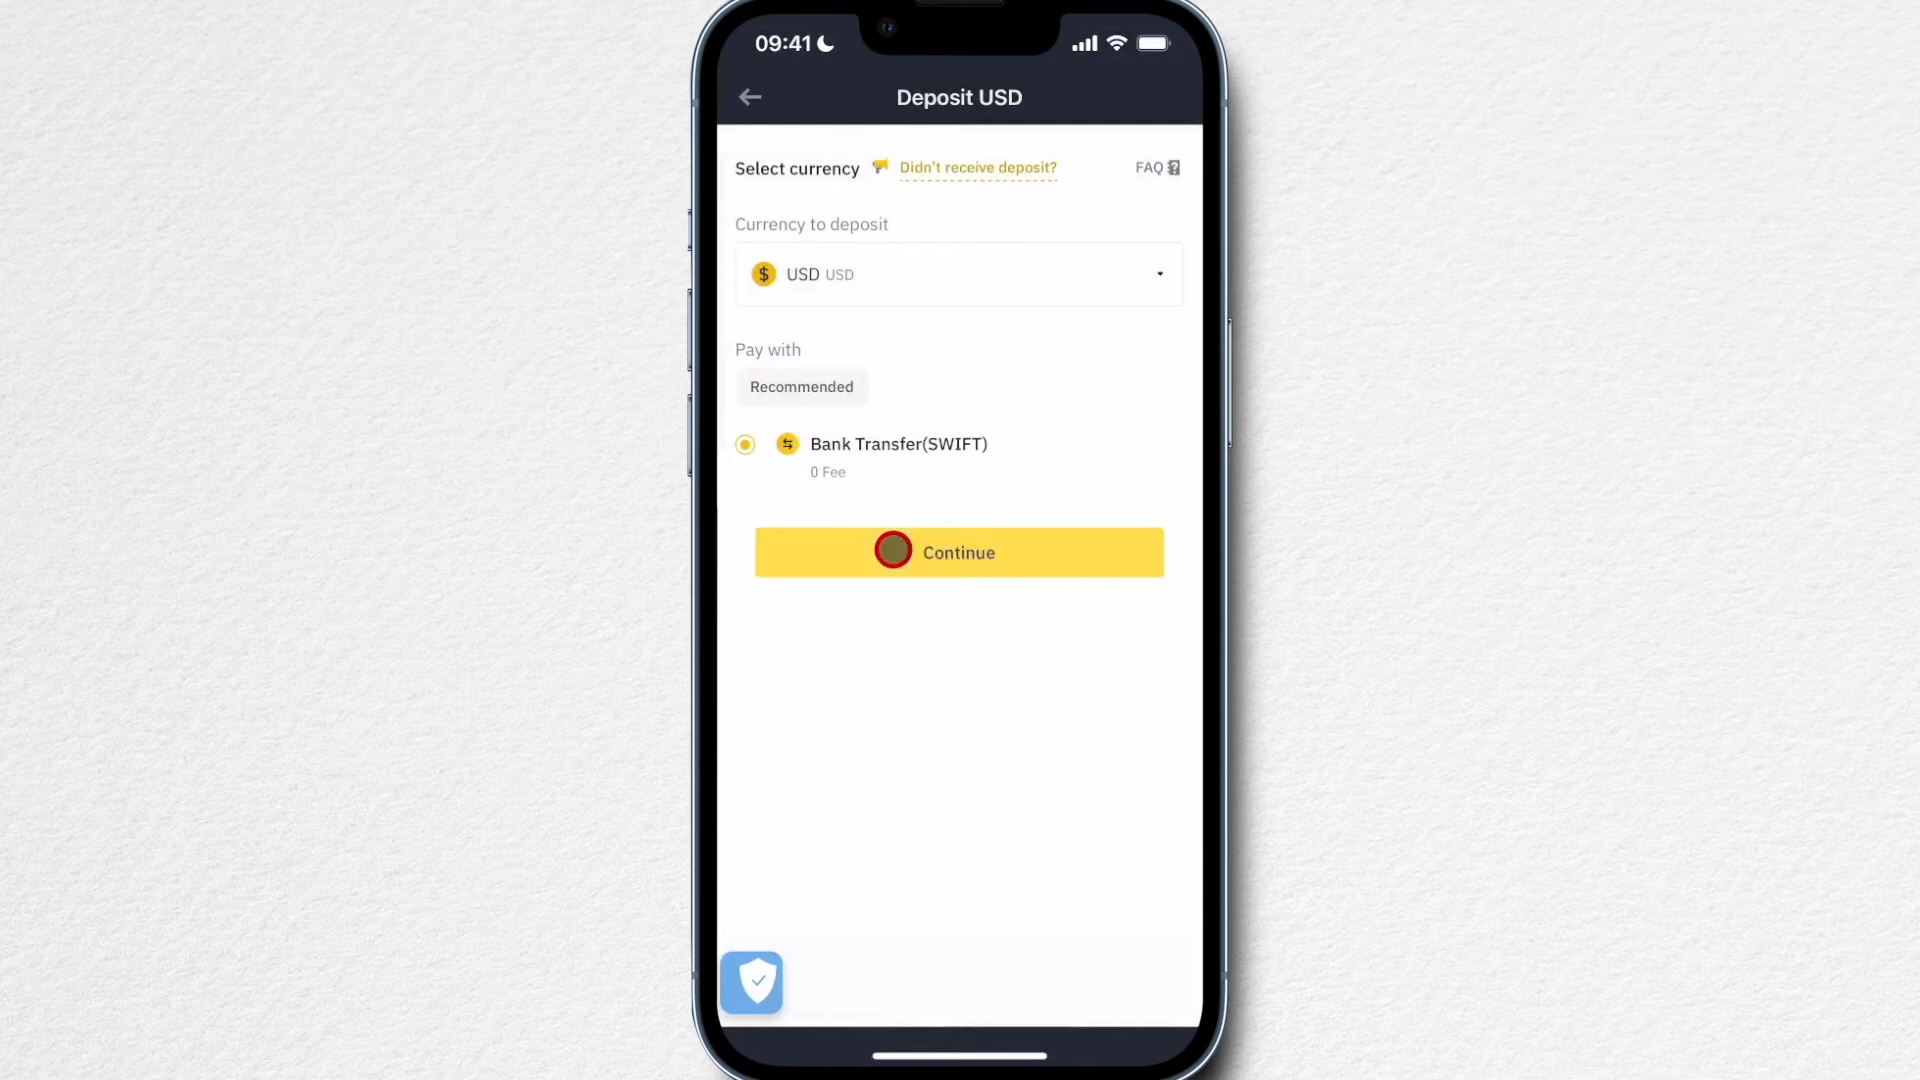 09:41
Deposit USD
Select currency Didn't receive deposit? FAQ
Currency to deposit
$ USD USD
Pay with
Recommended
Bank Transfer(SWIFT)
0 Fee
Continue